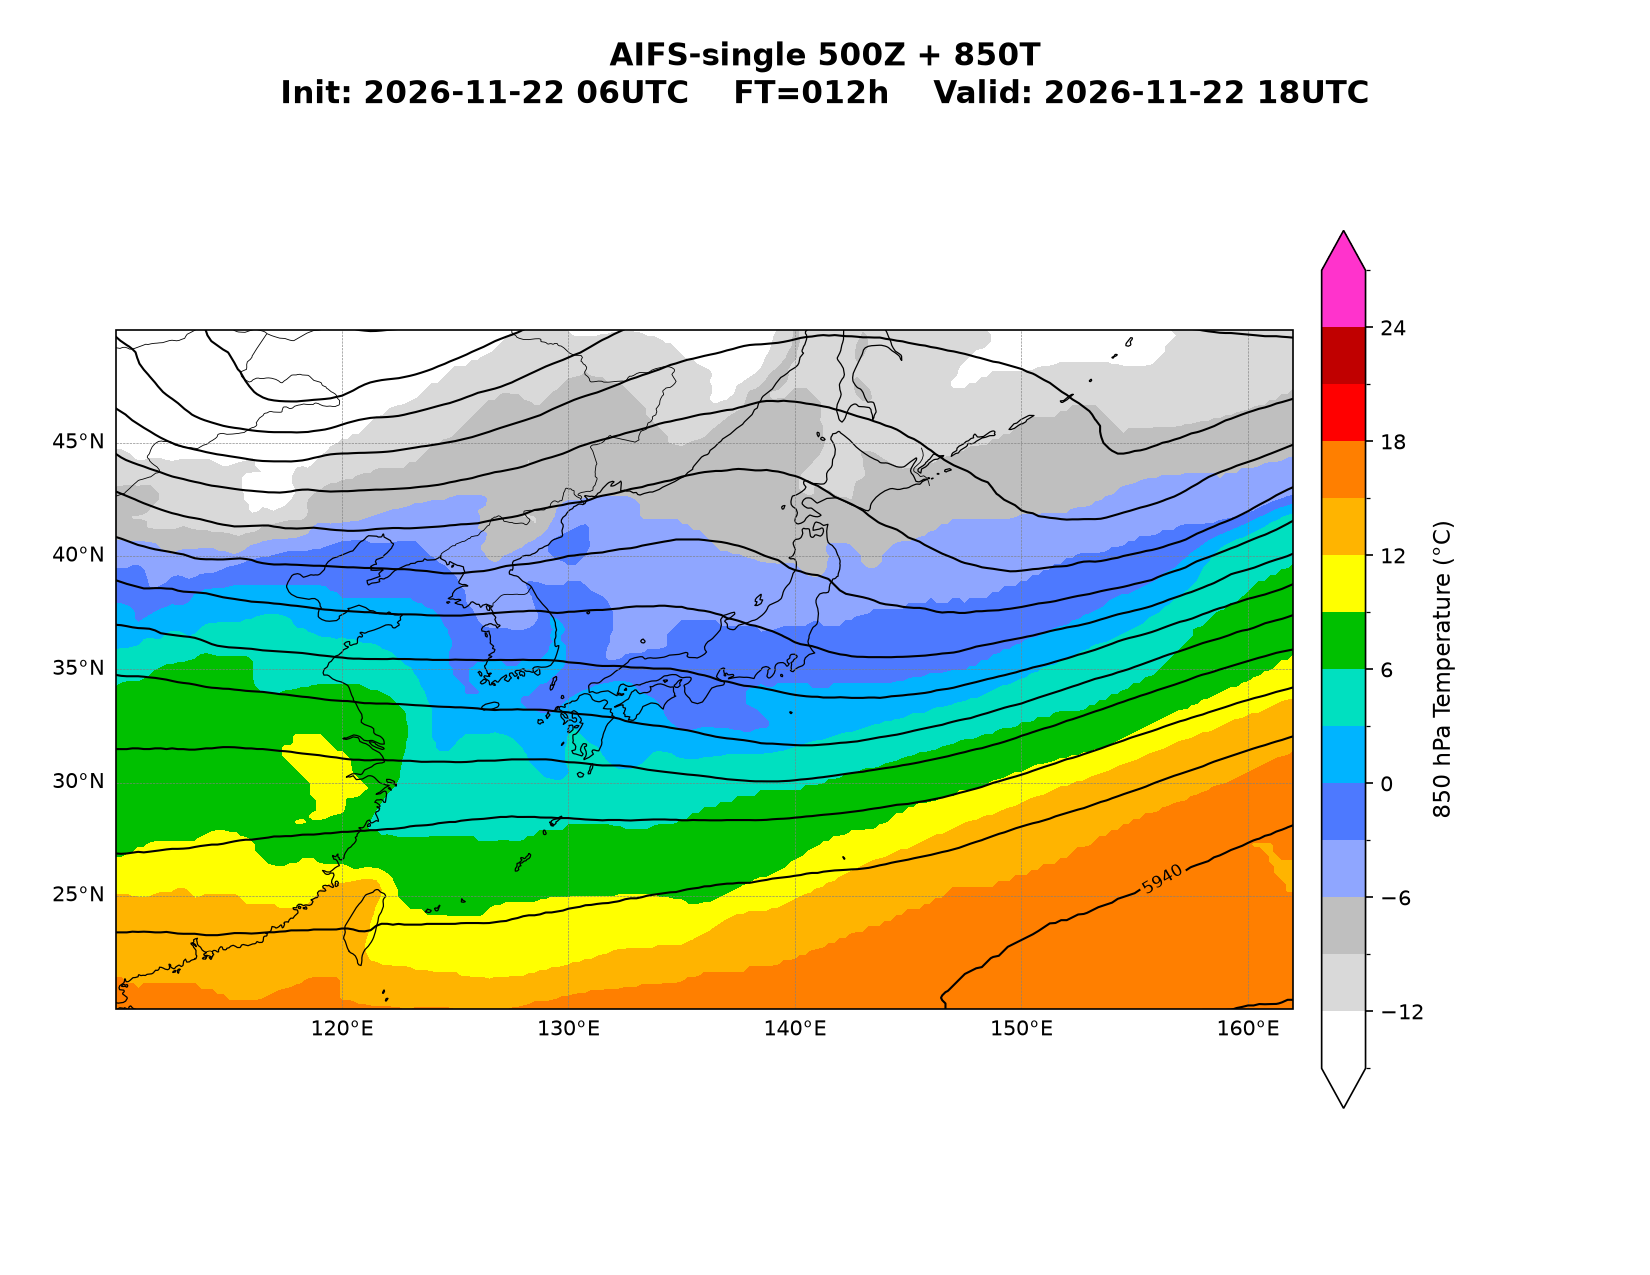 AIFS-single 500Z + 850T
Init: 2026-11-22 06UTC    FT=012h    Valid: 2026-11-22 18UTC
45°N
40°N
35°N
30°N
25°N
120°E
130°E
140°E
150°E
160°E
5940
24
18
12
6
0
−6
−12
850 hPa Temperature (°C)